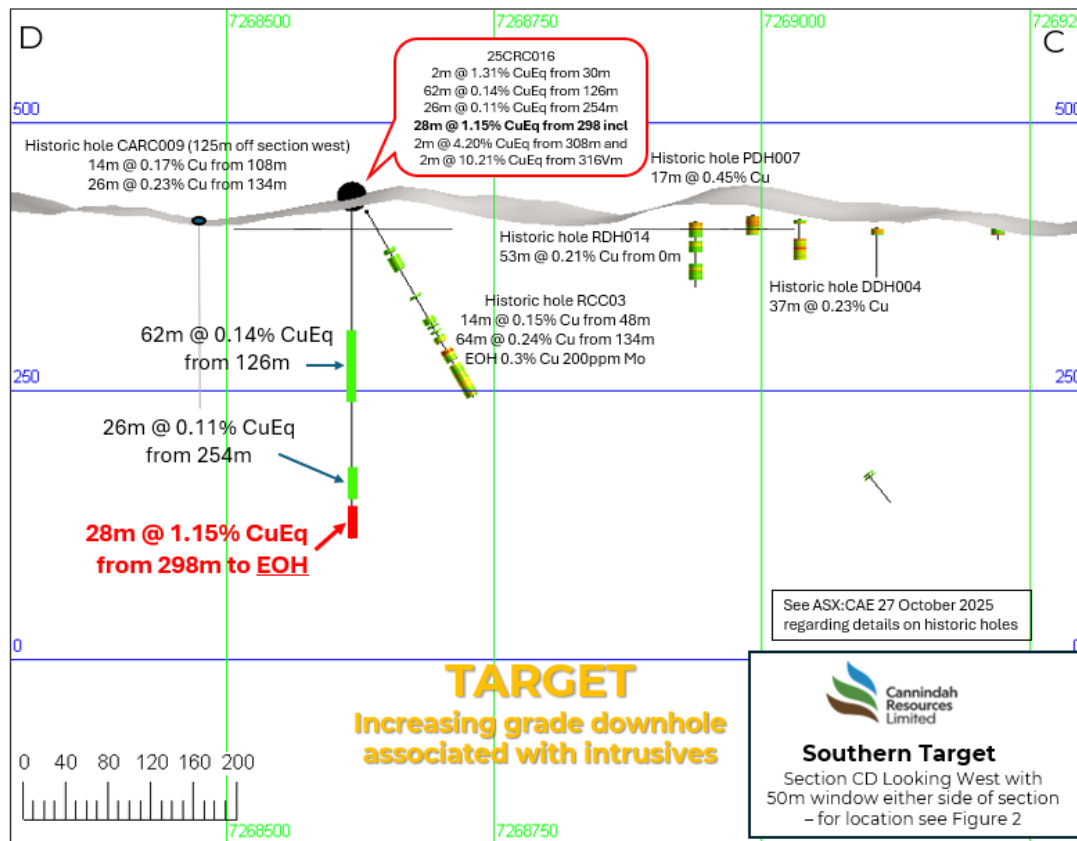 D
7268500
7268750
7269000
72692
C
25CRC016
2m @ 1.31% CuEq from 30m
62m @ 0.14% CuEq from 126m
26m @ 0.11% CuEq from 254m
28m @ 1.15% CuEq from 298 incl
2m @ 4.20% CuEq from 308m and
2m @ 10.21% CuEq from 316Vm
500
500
Historic hole CARC009 (125m off section west)
14m @ 0.17% Cu from 108m
26m @ 0.23% Cu from 134m
Historic hole PDH007
17m @ 0.45% Cu
Historic hole RDH014
53m @ 0.21% Cu from 0m
Historic hole DDH004
37m @ 0.23% Cu
Historic hole RCC03
14m @ 0.15% Cu from 48m
64m @ 0.24% Cu from 134m
EOH 0.3% Cu 200ppm Mo
62m @ 0.14% CuEq
from 126m
250
250
26m @ 0.11% CuEq
from 254m
28m @ 1.15% CuEq
from 298m to EOH
See ASX:CAE 27 October 2025
regarding details on historic holes
0
0
TARGET
Increasing grade downhole
associated with intrusives
Cannindah
Resources
Limited
Southern Target
Section CD Looking West with
50m window either side of section
– for location see Figure 2
0 40 80 120 160 200
7268500
7268750